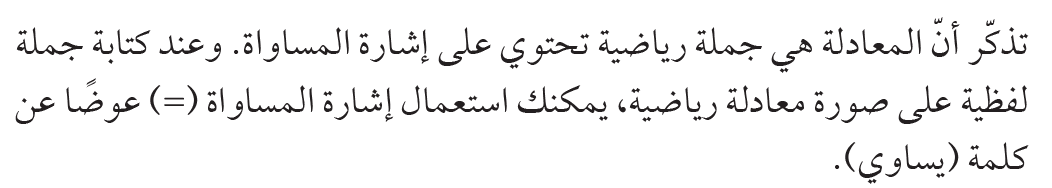 تذكّر أنّ المعادلة هي جملة رياضية تحتوي على إشارة المساواة. وعند كتابة جملة
لفظية على صورة معادلة رياضية، يمكنك استعمال إشارة المساواة (=) عوضًا عن
كلمة (يساوي).